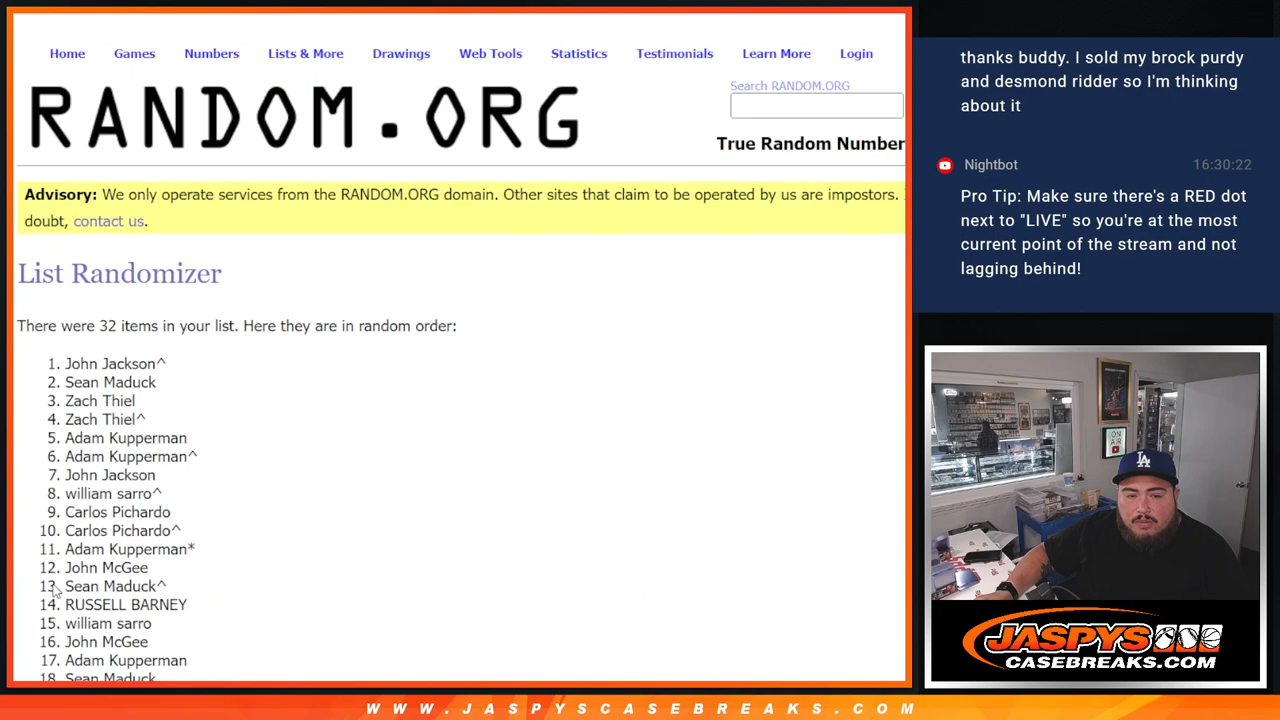 Home Games Numbers Lists & More Drawings Web Tools Statistics Testimonials Learn More Login
RANDOM.ORG
Search RANDOM.ORG
True Random Number
Advisory: We only operate services from the RANDOM.ORG domain. Other sites that claim to be operated by us are impostors.
doubt, contact us.
List Randomizer
There were 32 items in your list. Here they are in random order:
1. John Jackson^
2. Sean Maduck
3. Zach Thiel
4. Zach Thiel^
5. Adam Kupperman
6. Adam Kupperman^
7. John Jackson
8. william sarro^
9. Carlos Pichardo
10. Carlos Pichardo^
11. Adam Kupperman*
12. John McGee
13. Sean Maduck^
14. RUSSELL BARNEY
15. william sarro
16. John McGee
17. Adam Kupperman
18. Sean Maduck
thanks buddy. I sold my brock purdy
and desmond ridder so I'm thinking
about it
Nightbot 16:30:22
Pro Tip: Make sure there's a RED dot
next to "LIVE" so you're at the most
current point of the stream and not
lagging behind!
ON
AIR
LA
JASPYS
CASEBREAKS.COM
WWW.JASPYSCASEBREAKS.COM